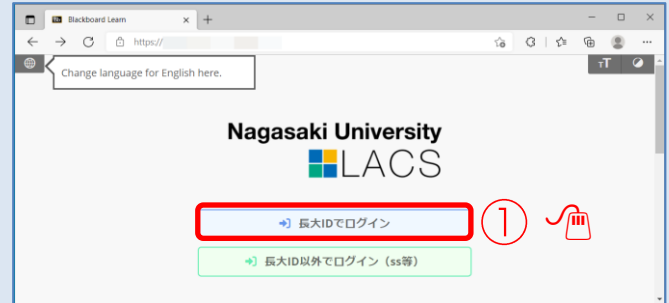 Blackboard Learn
https://
Change language for English here.
TT
Nagasaki University
LACS
長大IDでログイン
①
長大ID以外でログイン（ss等）